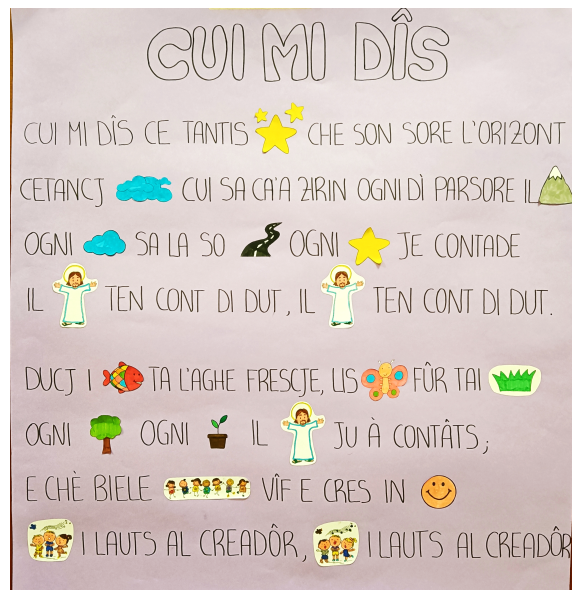 CUI MI DÎS
CUI MI DÎS CE TANTIS CHE SON SORE L'ORIZONT
CETANCJ CUI SA CA'A ZIRIN OGNI DÌ PARSORE IL
OGNI SA LA SO OGNI JE CONTADE
IL TEN CONT DI DUT, IL TEN CONT DI DUT.
DUCJ I TA L'AGHE FRESCJE, LIS FÛR TAI
OGNI OGNI IL JU À CONTÂTS;
E CHÈ BIELE VÎF E CRES IN
I LAUTS AL CREADÔR, I LAUTS AL CREADÔR